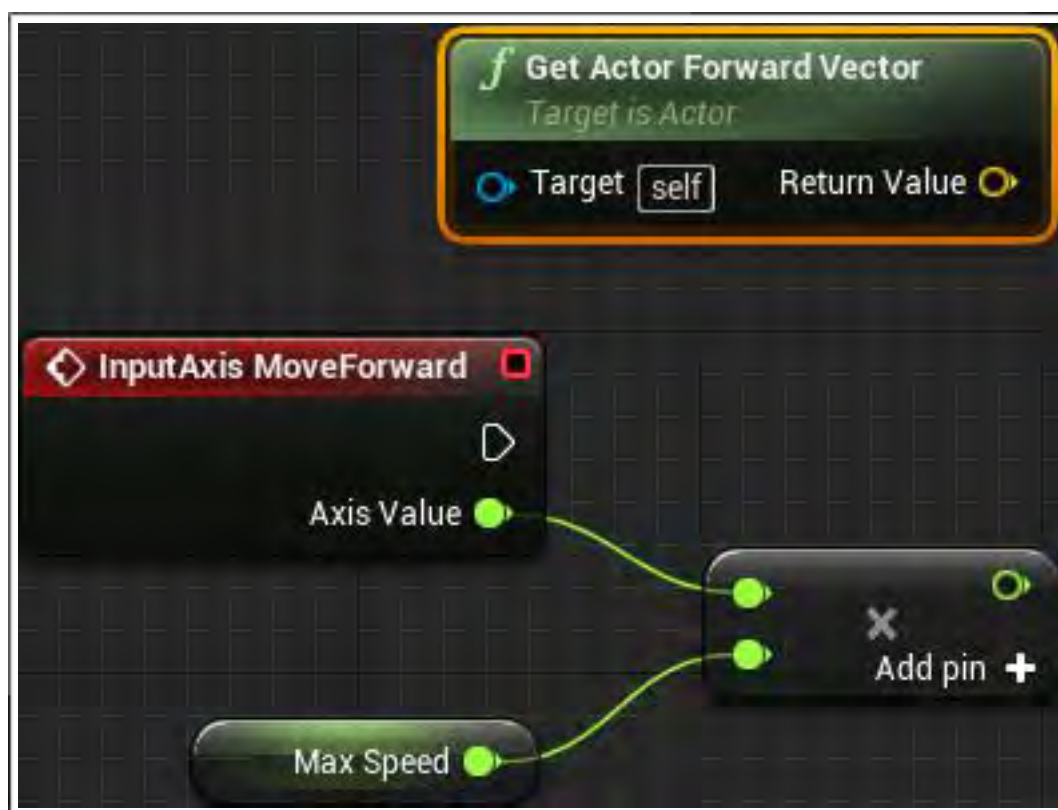 f Get Actor Forward Vector
Target is Actor
Target self Return Value
InputAxis MoveForward
Axis Value
Add pin +
Max Speed